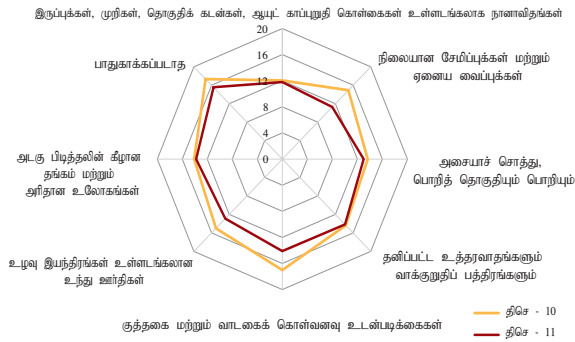 இருப்புக்கள், முறிகள், தொகுதிக் கடன்கள், ஆயுட் காப்புறுதி கொள்கைகள் உள்ளடங்கலாக நானாவிதங்கள்
20
16
12
8
4
0
நிலையான சேமிப்புக்கள் மற்றும்
ஏனைய வைப்புக்கள்
அசையாச் சொத்து,
பொறித் தொகுதியும் பொறியும்
தனிப்பட்ட உத்தரவாதங்களும்
வாக்குறுதிப் பத்திரங்களும்
குத்தகை மற்றும் வாடகைக் கொள்வனவு உடன்படிக்கைகள்
உழவு இயந்திரங்கள் உள்ளடங்கலான
உந்து ஊர்திகள்
அடகு பிடித்தலின் கீழான
தங்கம் மற்றும்
அரிதான உலோகங்கள்
பாதுகாக்கப்படாத
திசெ - 10
திசெ - 11